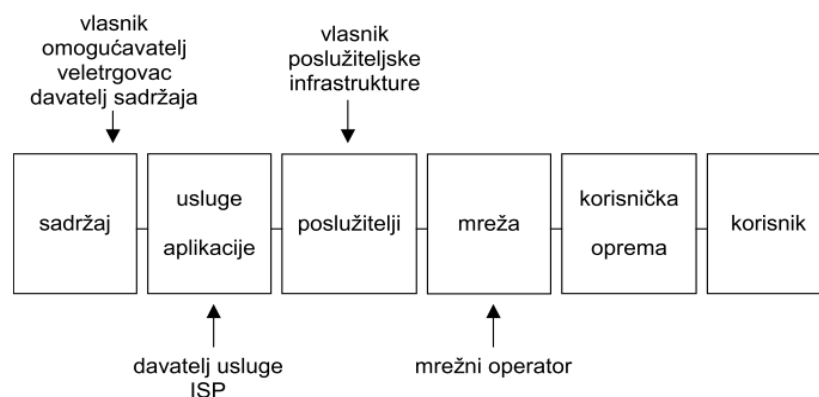 vlasnik
omogućavatelj
veletrgovac
davatelj sadržaja
vlasnik
poslužiteljske
infrastrukture
sadržaj
usluge
aplikacije
poslužitelji
mreža
korisnička
oprema
korisnik
davatelj usluge
ISP
mrežni operator